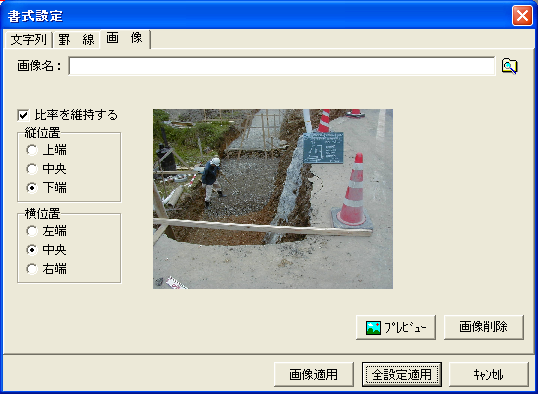 書式設定
文字列 罫 線 画 像
画像名：
比率を維持する
縦位置
上端
中央
下端
横位置
左端
中央
右端
ﾌﾟﾚﾋﾞｭｰ 画像削除
画像適用 全設定適用 ｷｬﾝｾﾙ